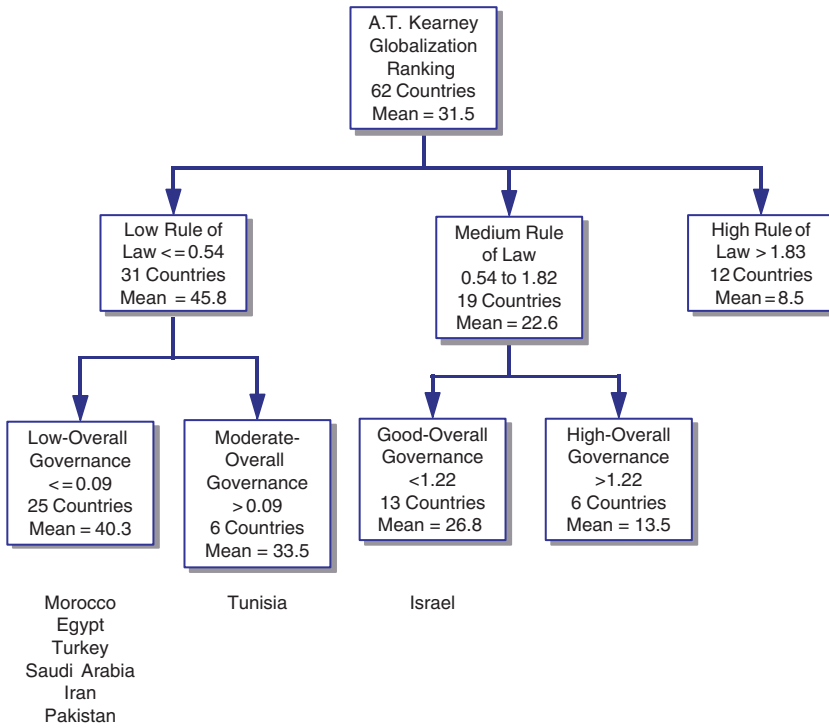 A.T. Kearney
Globalization
Ranking
62 Countries
Mean = 31.5
Low Rule of
Law <=0.54
31 Countries
Mean = 45.8
Medium Rule
of Law
0.54 to 1.82
19 Countries
Mean = 22.6
High Rule of
Law > 1.83
12 Countries
Mean=8.5
Low-Overall
Governance
<=0.09
25 Countries
Mean = 40.3
Moderate-
Overall
Governance
>0.09
6 Countries
Mean = 33.5
Good-Overall
Governance
<1.22
13 Countries
Mean = 26.8
High-Overall
Governance
>1.22
6 Countries
Mean = 13.5
Morocco
Egypt
Turkey
Saudi Arabia
Iran
Pakistan
Tunisia
Israel